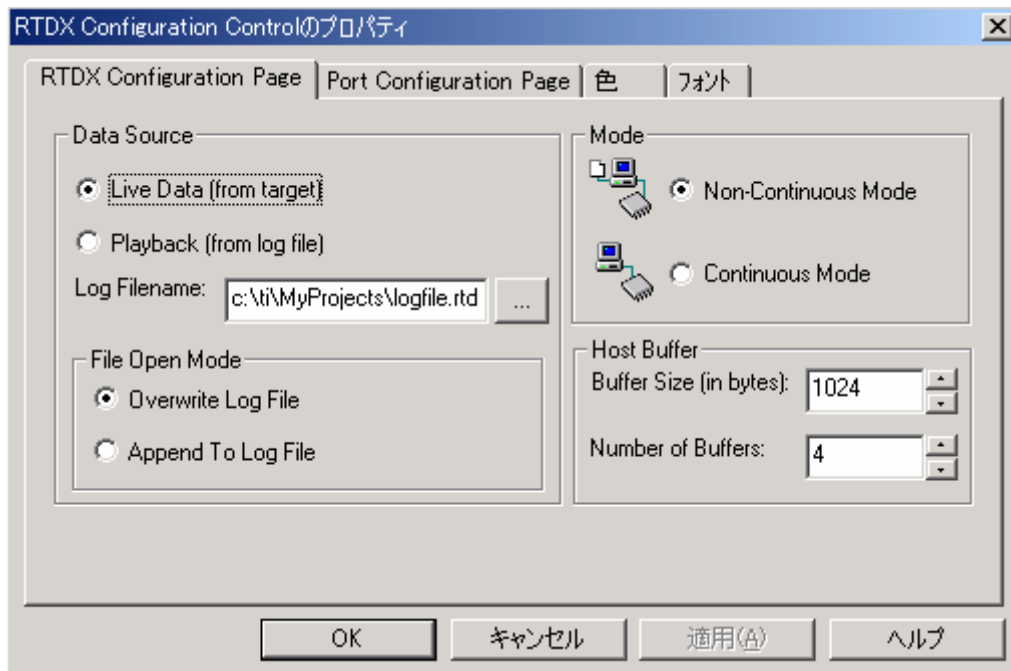 RTDX Configuration Controlのプロパティ
RTDX Configuration Page
Port Configuration Page
色
フォント
Data Source
Live Data (from target)
Playback (from log file)
Log Filename:
c:\ti\MyProjects\logfile.rtd
...
File Open Mode
Overwrite Log File
Append To Log File
Mode
Non-Continuous Mode
Continuous Mode
Host Buffer
Buffer Size (in bytes):
1024
Number of Buffers:
4
OK
キャンセル
適用(A)
ヘルプ